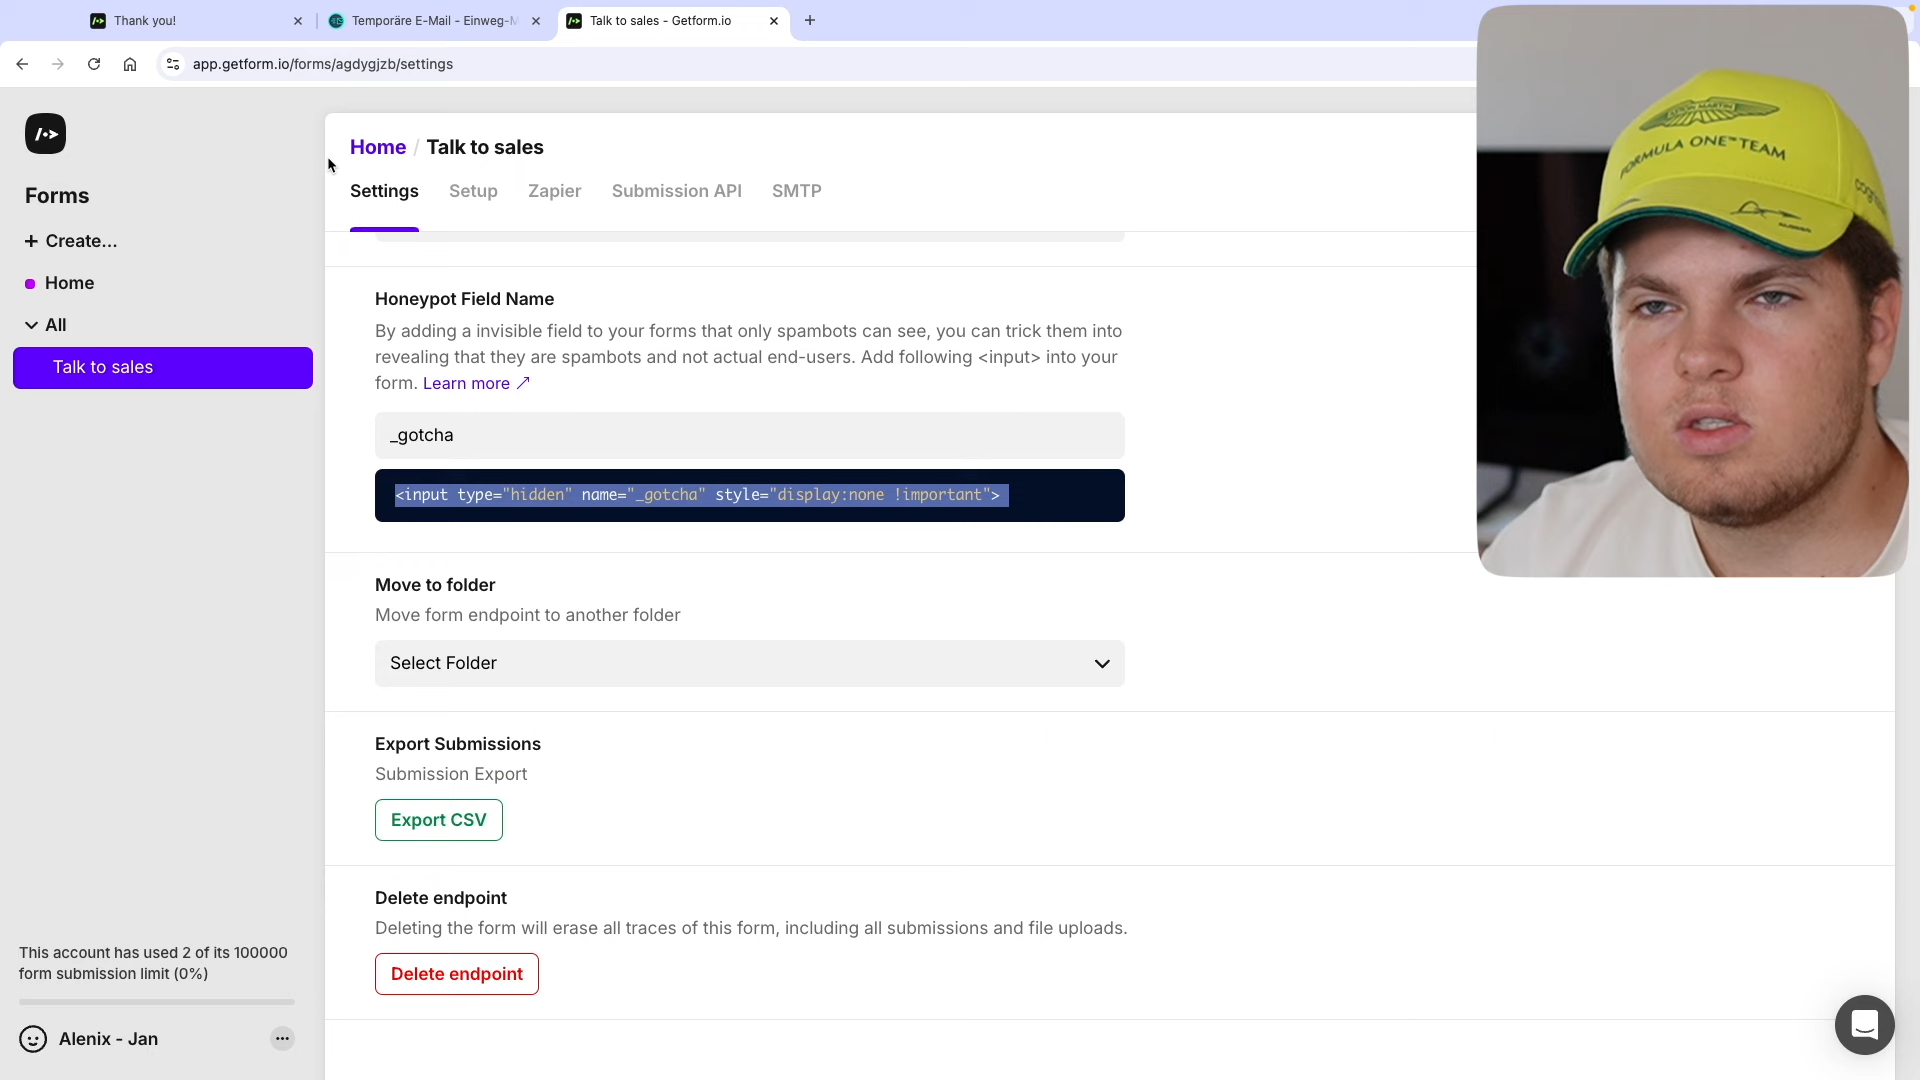 Thank you!
Temporäre E-Mail - Einweg-M
Talk to sales - Getform.io
app.getform.io/forms/agdygjzb/settings
Forms
+ Create...
Home
All
Talk to sales
This account has used 2 of its 100000
form submission limit (0%)
Alenix - Jan
Home / Talk to sales
Settings Setup Zapier Submission API SMTP
Honeypot Field Name
By adding a invisible field to your forms that only spambots can see, you can trick them into
revealing that they are spambots and not actual end-users. Add following <input> into your
form. Learn more ↗
_gotcha
<input type="hidden" name="_gotcha" style="display:none !important">
Move to folder
Move form endpoint to another folder
Select Folder
Export Submissions
Submission Export
Export CSV
Delete endpoint
Deleting the form will erase all traces of this form, including all submissions and file uploads.
Delete endpoint
ASTON MARTIN
FORMULA ONE™ TEAM